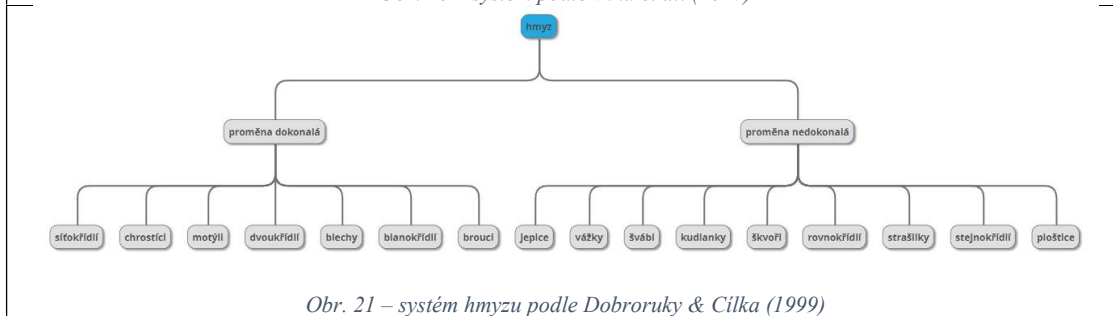 hmyz
proměna dokonalá proměna nedokonalá
síťokřídlí chrostíci motýli dvoukřídlí blechy blanokřídlí brouci jepice vážky švábi kudlanky škvoři rovnokřídlí strašilky stejnokřídlí ploštice
Obr. 21 – systém hmyzu podle Dobroruky & Cílka (1999)